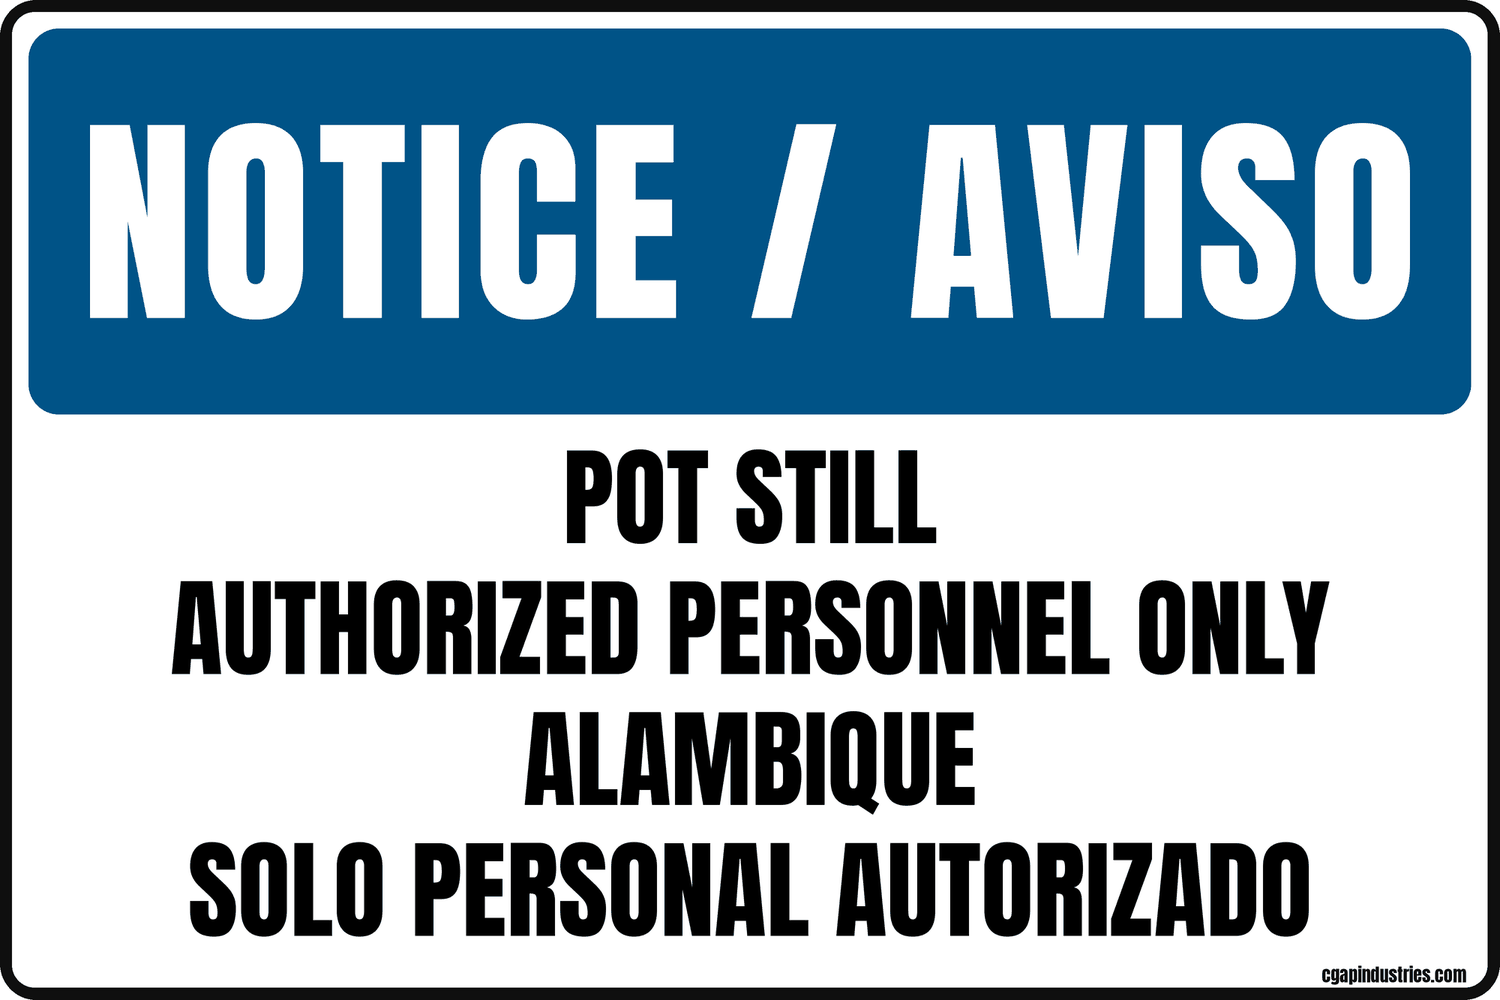 NOTICE / AVISO
POT STILL
AUTHORIZED PERSONNEL ONLY
ALAMBIQUE
SOLO PERSONAL AUTORIZADO
cgapindustries.com